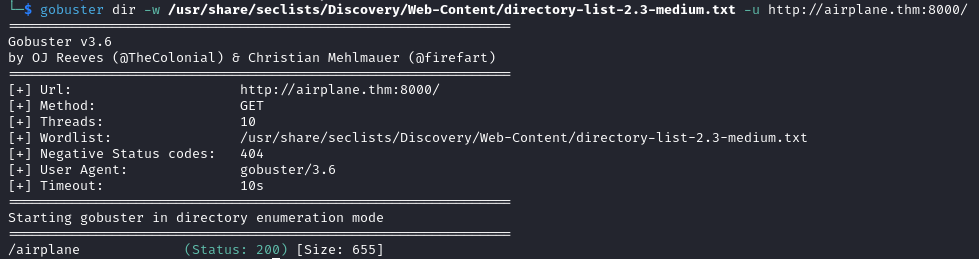 └─$ gobuster dir -w /usr/share/seclists/Discovery/Web-Content/directory-list-2.3-medium.txt -u http://airplane.thm:8000/
===============================================================
Gobuster v3.6
by OJ Reeves (@TheColonial) & Christian Mehlmauer (@firefart)
===============================================================
[+] Url:                     http://airplane.thm:8000/
[+] Method:                  GET
[+] Threads:                 10
[+] Wordlist:                /usr/share/seclists/Discovery/Web-Content/directory-list-2.3-medium.txt
[+] Negative Status codes:   404
[+] User Agent:              gobuster/3.6
[+] Timeout:                 10s
===============================================================
Starting gobuster in directory enumeration mode
===============================================================
/airplane             (Status: 200) [Size: 655]